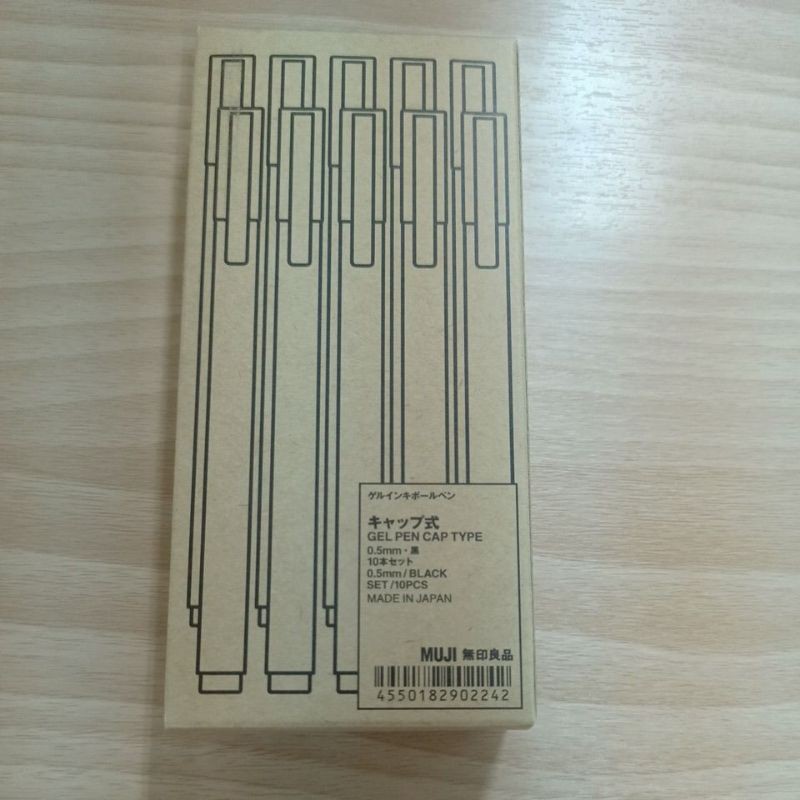 ゲルインキボールペン
キャップ式
GEL PEN CAP TYPE
0.5mm・黒
10本セット
0.5mm/BLACK
SET/10PCS
MADE IN JAPAN
MUJI 無印良品
4550182902242